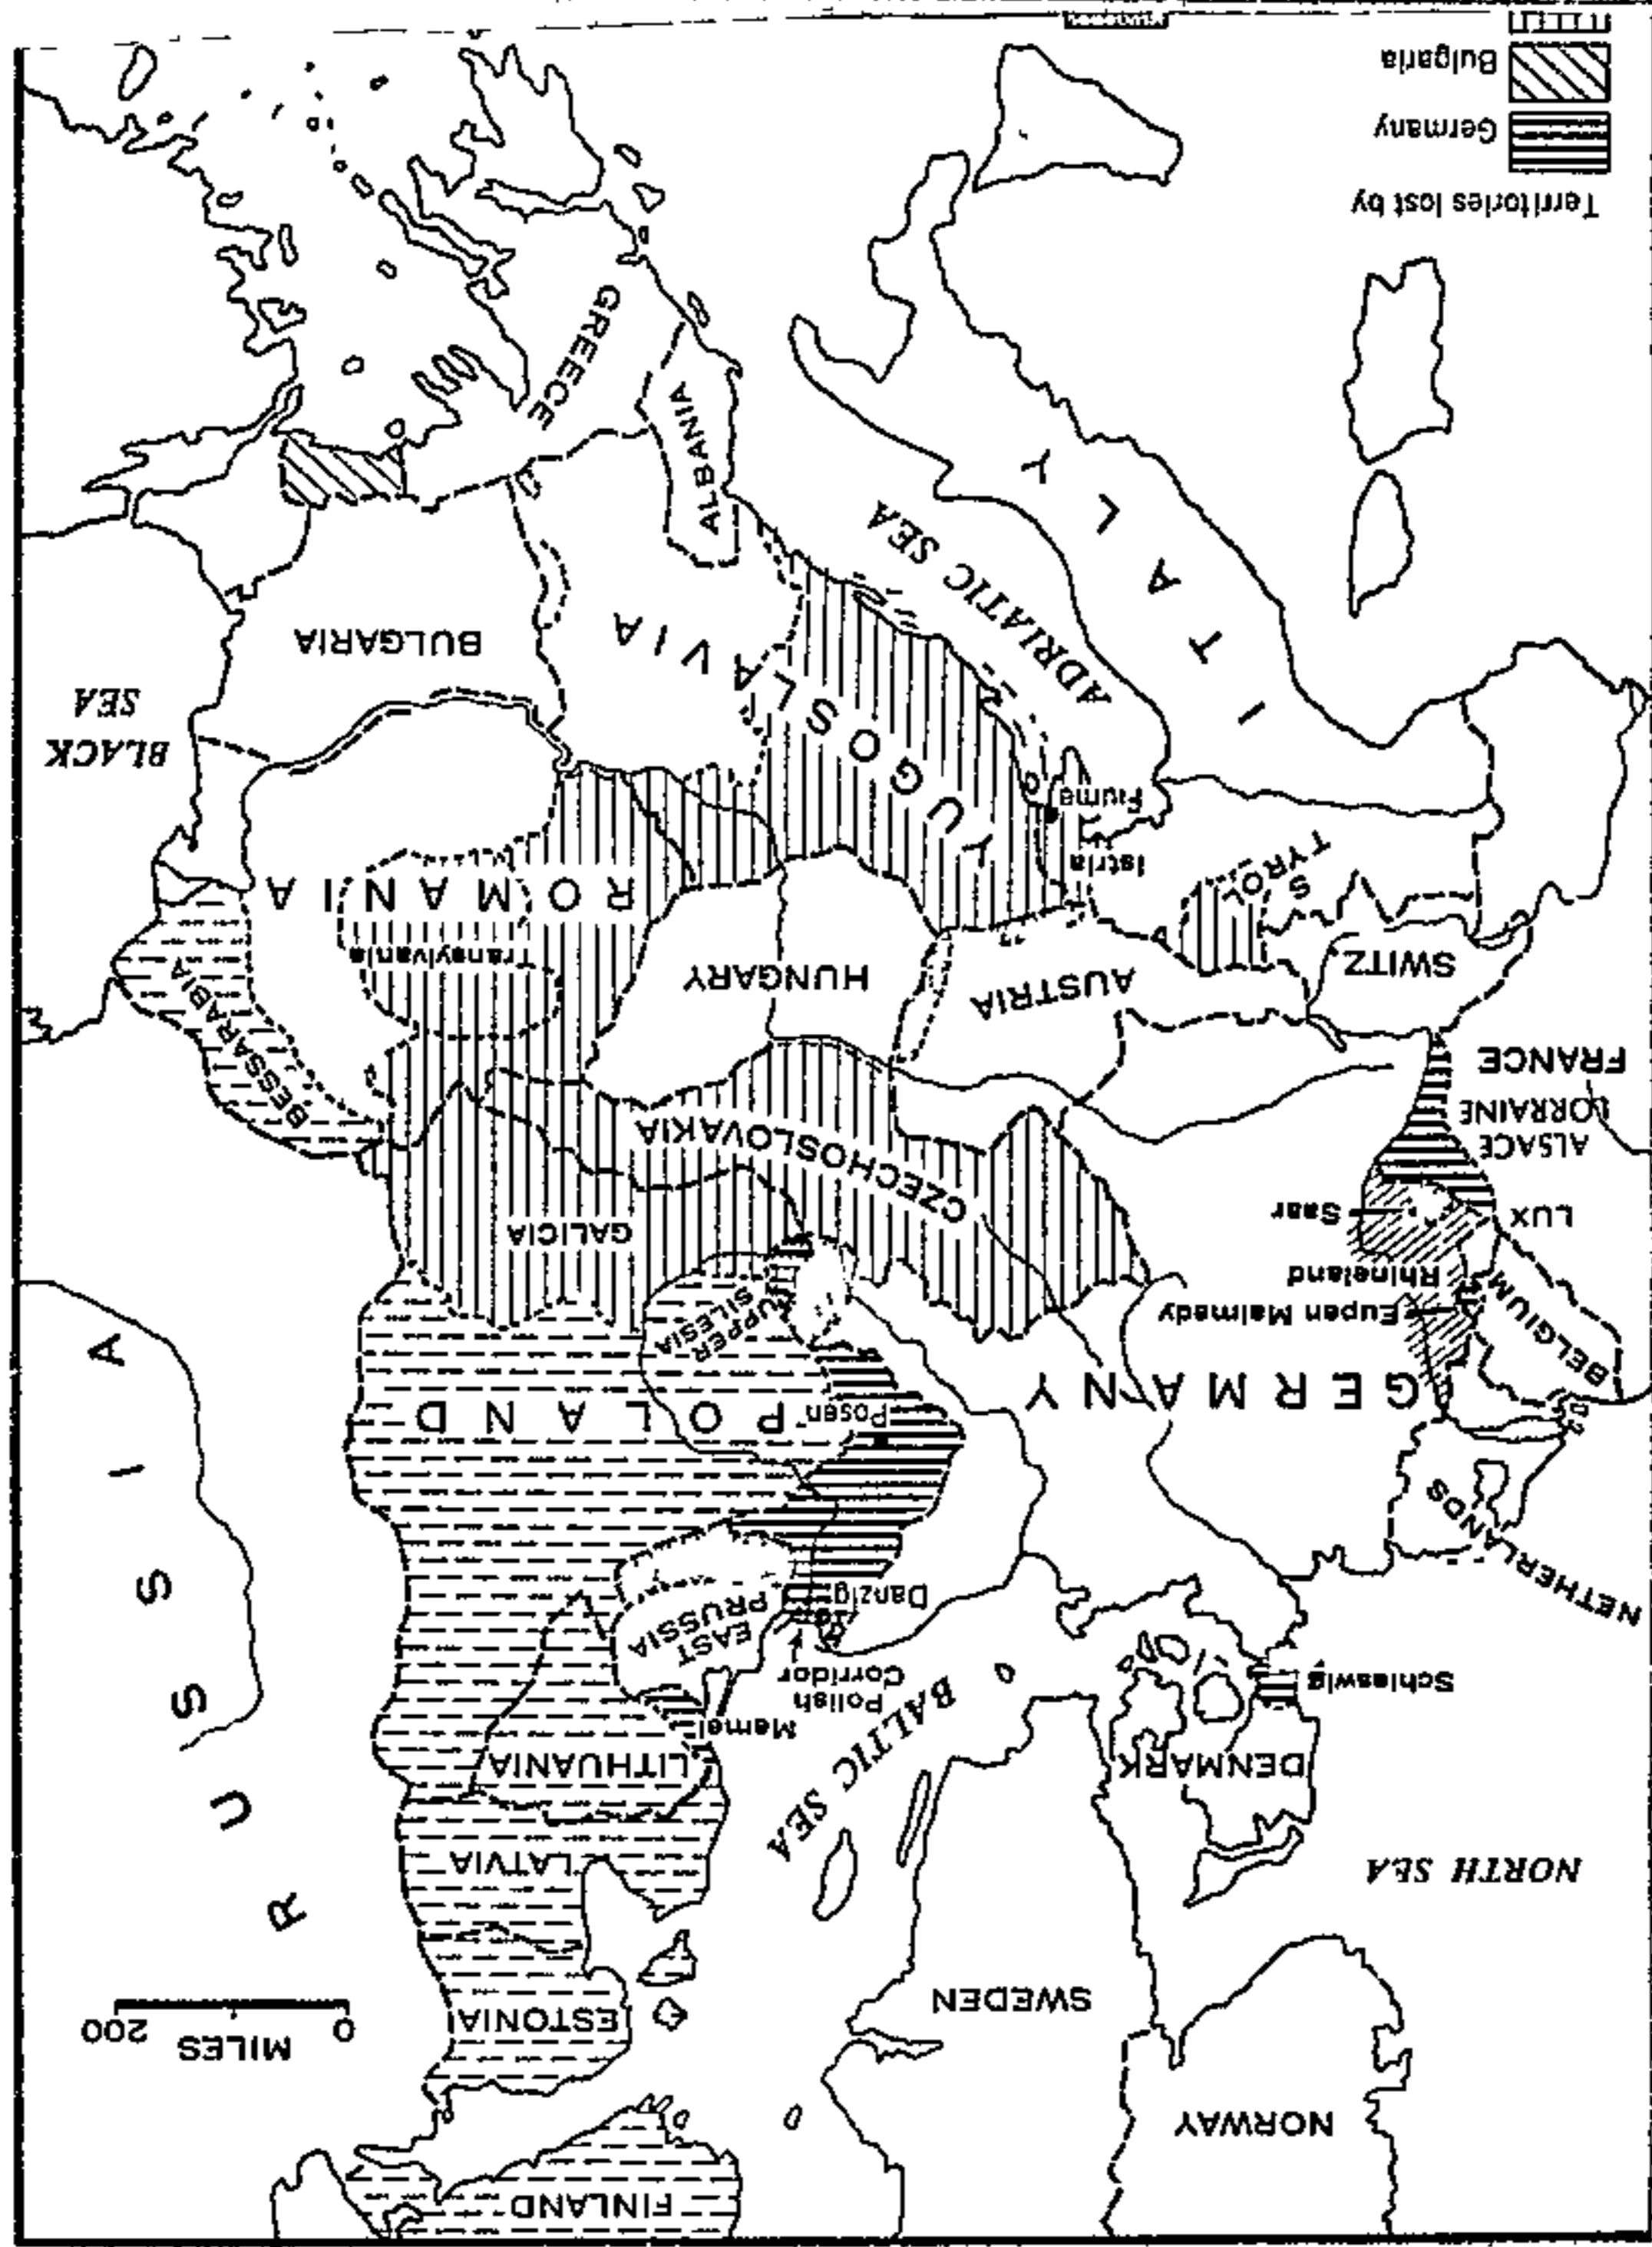 FINLAND
NORWAY
SWEDEN
ESTONIA
MILES
0 200
R U S S I A
LATVIA
NORTH SEA
BALTIC SEA
DENMARK
LITHUANIA
Memel
Schleswig
Polish
Corridor
EAST
PRUSSIA
Danzig
NETHERLANDS
Posen
POLAND
GERMANY
BELGIUM
Eupen Malmedy
Rhineland
UPPER
SILESIA
LUX
Saar
GALICIA
CZECHOSLOVAKIA
ALSACE
LORRAINE
FRANCE
BESSARABIA
SWITZ
AUSTRIA
HUNGARY
Transylvania
S TYROL
ROMANIA
Istria
Fiume
YUGOSLAVIA
BLACK
SEA
ITALY
ADRIATIC SEA
BULGARIA
ALBANIA
GREECE
Territories lost by
Germany
Bulgaria